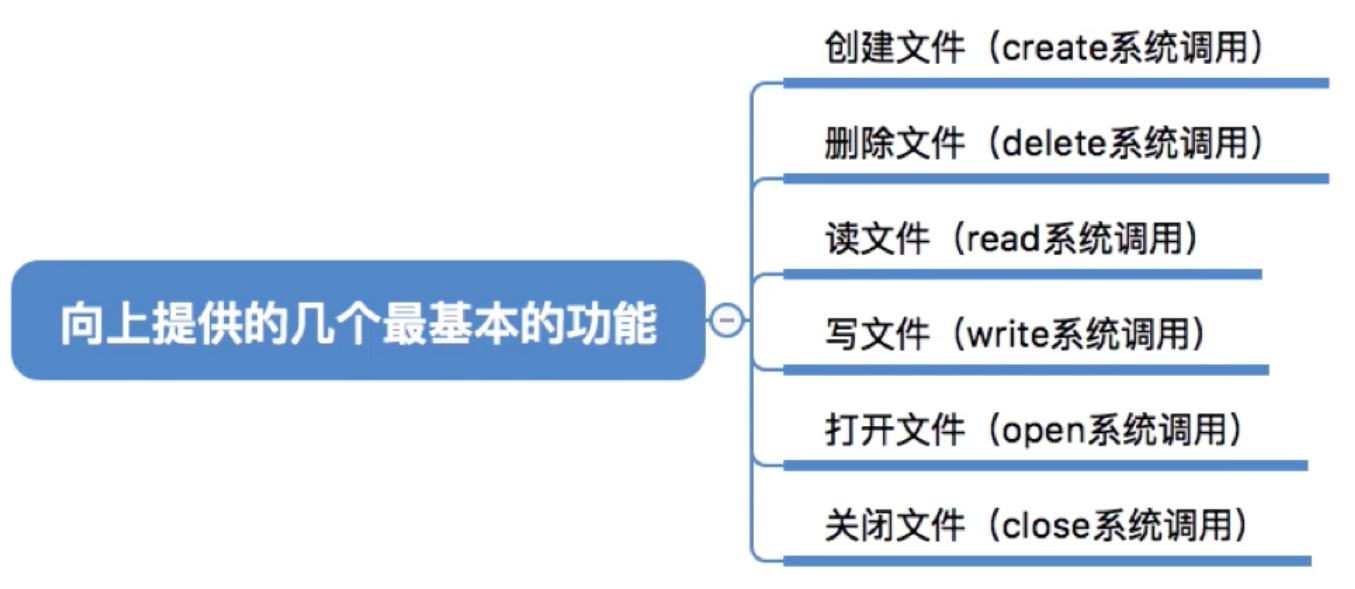 创建文件（create系统调用）
删除文件（delete系统调用）
读文件（read系统调用）
向上提供的几个最基本的功能
写文件（write系统调用）
打开文件（open系统调用）
关闭文件（close系统调用）